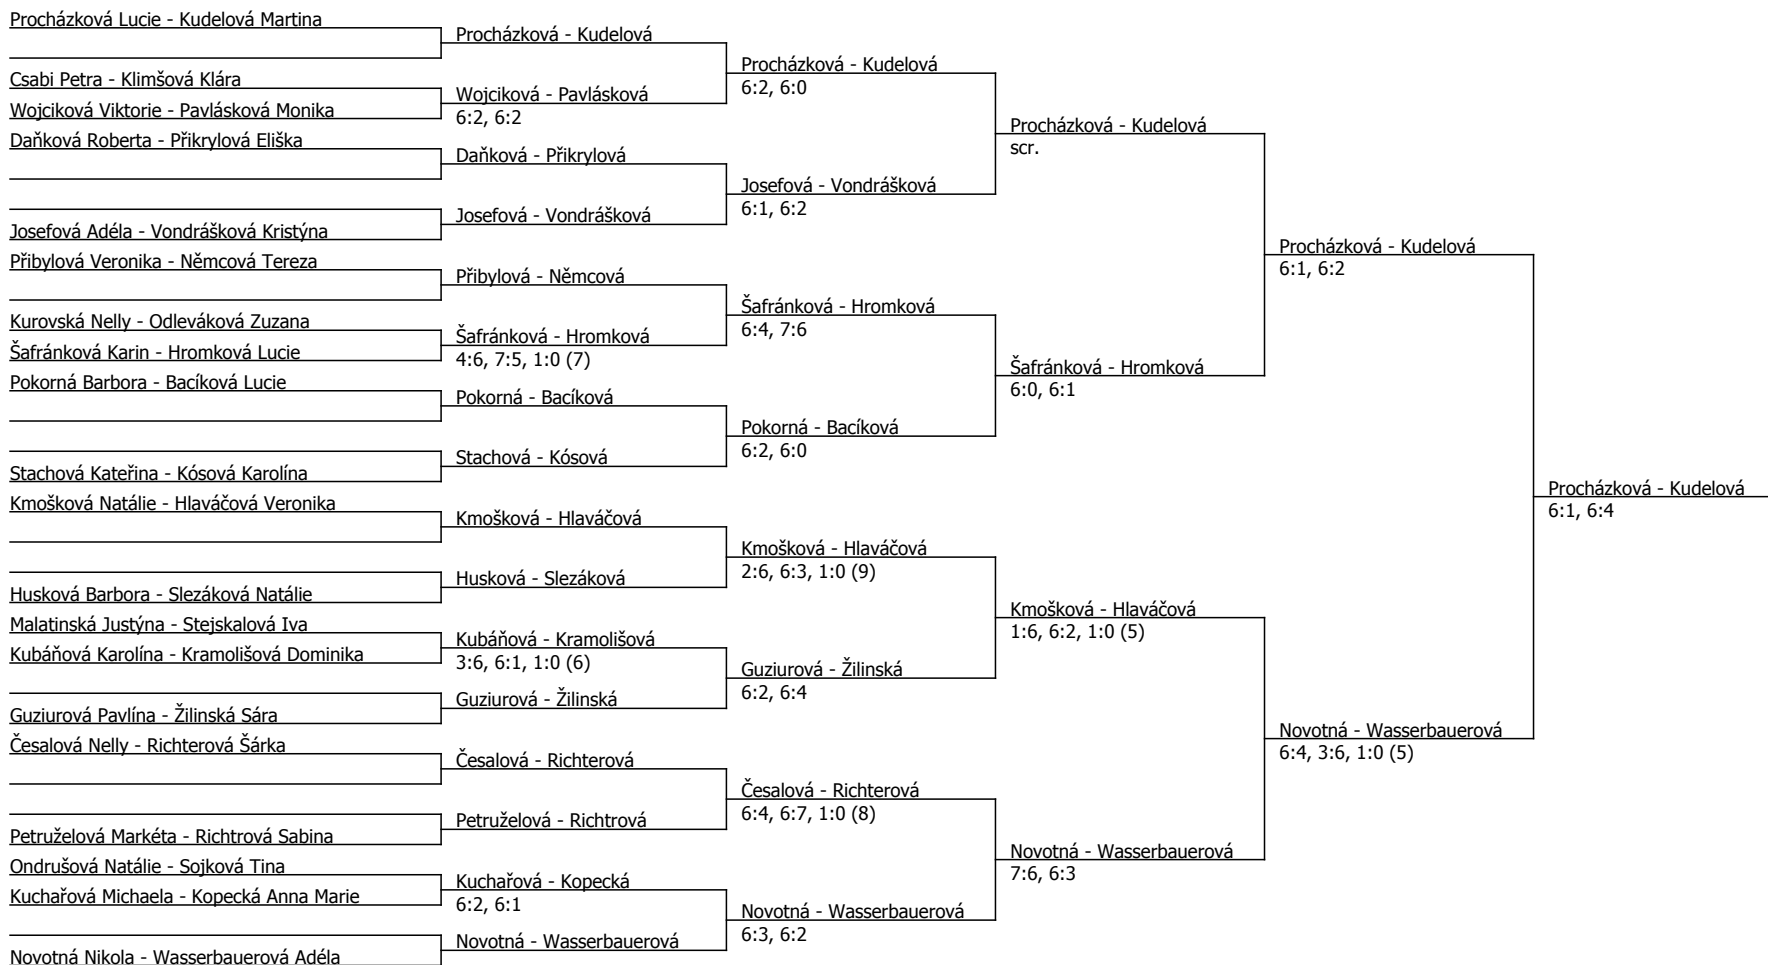 Procházková Lucie - Kudelová Martina
Csabi Petra - Klimšová Klára
Wojciková Viktorie - Pavlásková Monika
Daňková Roberta - Přikrylová Eliška
Josefová Adéla - Vondrášková Kristýna
Přibylová Veronika - Němcová Tereza
Kurovská Nelly - Odleváková Zuzana
Šafránková Karin - Hromková Lucie
Pokorná Barbora - Bacíková Lucie
Stachová Kateřina - Kósová Karolína
Kmošková Natálie - Hlaváčová Veronika
Husková Barbora - Slezáková Natálie
Malatinská Justýna - Stejskalová Iva
Kubáňová Karolína - Kramolišová Dominika
Guziurová Pavlína - Žilinská Sára
Česalová Nelly - Richterová Šárka
Petruželová Markéta - Richtrová Sabina
Ondrušová Natálie - Sojková Tina
Kuchařová Michaela - Kopecká Anna Marie
Novotná Nikola - Wasserbauerová Adéla
Procházková - Kudelová
Wojciková - Pavlásková
6:2, 6:2
Daňková - Přikrylová
Josefová - Vondrášková
Přibylová - Němcová
Šafránková - Hromková
4:6, 7:5, 1:0 (7)
Pokorná - Bacíková
Stachová - Kósová
Kmošková - Hlaváčová
Husková - Slezáková
Kubáňová - Kramolišová
3:6, 6:1, 1:0 (6)
Guziurová - Žilinská
Česalová - Richterová
Petruželová - Richtrová
Kuchařová - Kopecká
6:2, 6:1
Novotná - Wasserbauerová
Procházková - Kudelová
6:2, 6:0
Josefová - Vondrášková
6:1, 6:2
Šafránková - Hromková
6:4, 7:6
Pokorná - Bacíková
6:2, 6:0
Kmošková - Hlaváčová
2:6, 6:3, 1:0 (9)
Guziurová - Žilinská
6:2, 6:4
Česalová - Richterová
6:4, 6:7, 1:0 (8)
Novotná - Wasserbauerová
6:3, 6:2
Procházková - Kudelová
scr.
Šafránková - Hromková
6:0, 6:1
Kmošková - Hlaváčová
1:6, 6:2, 1:0 (5)
Novotná - Wasserbauerová
7:6, 6:3
Procházková - Kudelová
6:1, 6:2
Novotná - Wasserbauerová
6:4, 3:6, 1:0 (5)
Procházková - Kudelová
6:1, 6:4